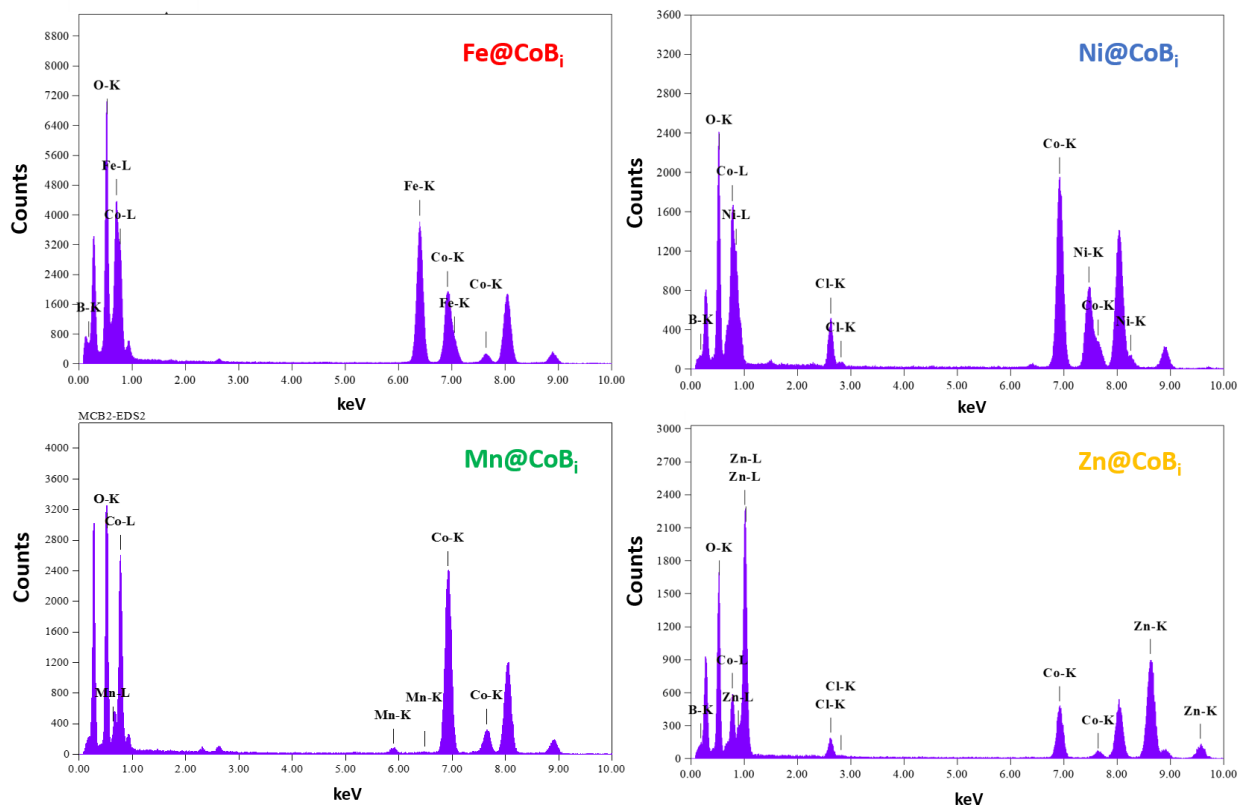 Fe@CoBi
Counts
8800
8000
7200
6400
5600
4800
4000
3200
2400
1600
800
0
O-K
Fe-L
Co-L
B-K
Fe-K
Co-K
Fe-K
Co-K
0.00 1.00 2.00 3.00 4.00 5.00 6.00 7.00 8.00 9.00 10.00
keV
Ni@CoBi
Counts
3600
3200
2800
2400
2000
1600
1200
800
400
0
O-K
Co-L
Ni-L
B-K
Cl-K
Cl-K
Co-K
Ni-K
Co-K
Ni-K
0.00 1.00 2.00 3.00 4.00 5.00 6.00 7.00 8.00 9.00 10.00
keV
MCB2-EDS2
Mn@CoBi
Counts
4000
3600
3200
2800
2400
2000
1600
1200
800
400
0
O-K
Co-L
Mn-L
Mn-K
Mn-K
Co-K
Co-K
0.00 1.00 2.00 3.00 4.00 5.00 6.00 7.00 8.00 9.00 10.00
keV
Zn@CoBi
Counts
3000
2700
2400
2100
1800
1500
1200
900
600
300
0
Zn-L
Zn-L
O-K
Co-L
Zn-L
B-K
Cl-K
Cl-K
Co-K
Co-K
Zn-K
Zn-K
0.00 1.00 2.00 3.00 4.00 5.00 6.00 7.00 8.00 9.00 10.00
keV